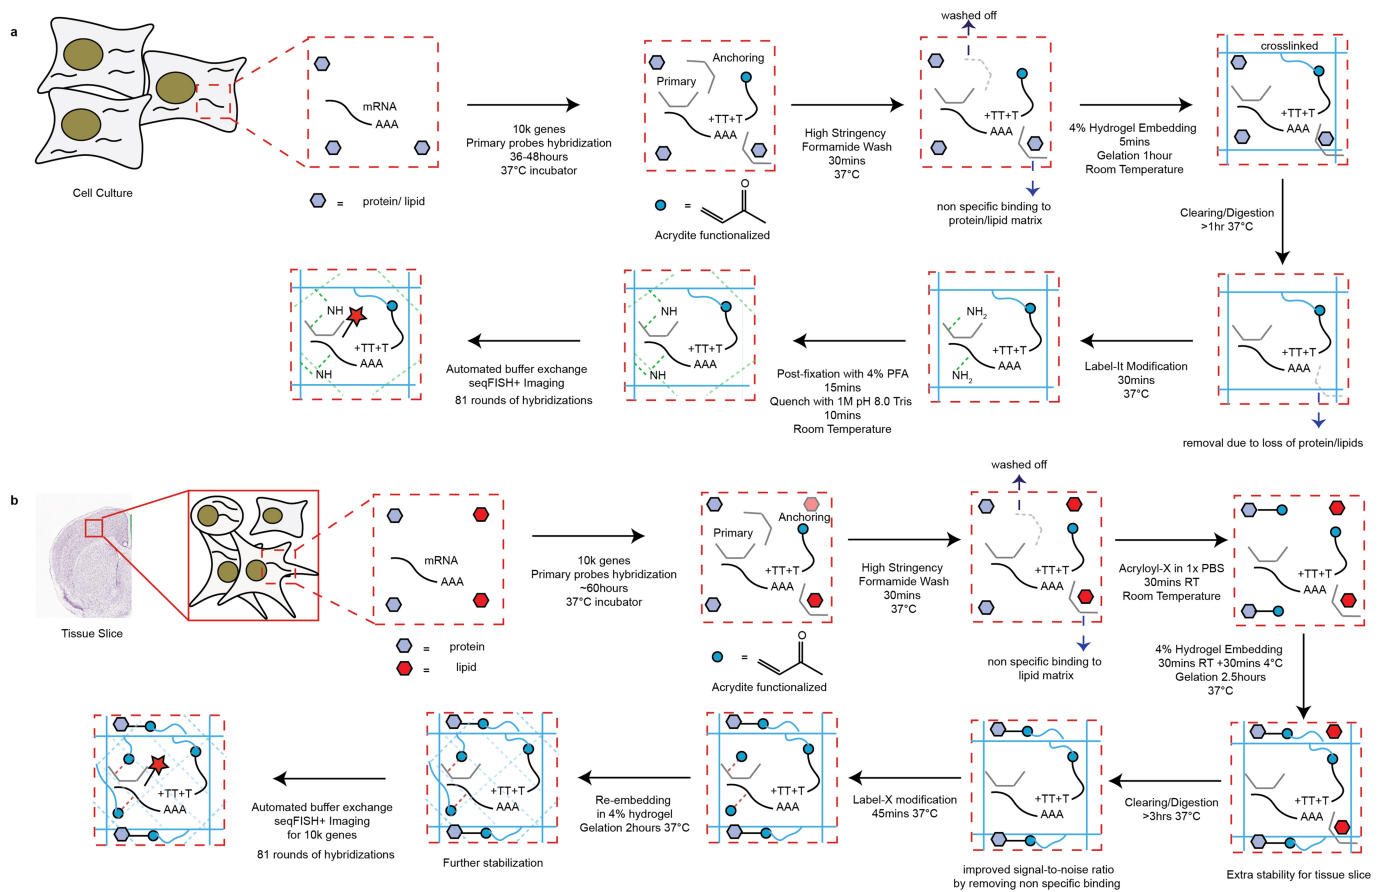 a
Cell Culture
mRNA
AAA
= protein/ lipid
10k genes
Primary probes hybridization
36-48hours
37°C incubator
Anchoring
Primary
+TT+T
AAA
=
O
Acrydite functionalized
High Stringency
Formamide Wash
30mins
37°C
washed off
+TT+T
AAA
non specific binding to
protein/lipid matrix
4% Hydrogel Embedding
5mins
Gelation 1hour
Room Temperature
crosslinked
+TT+T
AAA
Clearing/Digestion
>1hr 37°C
+TT+T
AAA
removal due to loss of protein/lipids
Label-It Modification
30mins
37°C
NH2
+TT+T
AAA
NH2
Post-fixation with 4% PFA
15mins
Quench with 1M pH 8.0 Tris
10mins
Room Temperature
NH
+TT+T
AAA
NH
Automated buffer exchange
seqFISH+ Imaging
81 rounds of hybridizations
NH
+TT+T
AAA
NH
b
Tissue Slice
mRNA
AAA
= protein
= lipid
10k genes
Primary probes hybridization
~60hours
37°C incubator
Anchoring
Primary
+TT+T
AAA
=
O
Acrydite functionalized
High Stringency
Formamide Wash
30mins
37°C
washed off
+TT+T
AAA
non specific binding to
lipid matrix
Acryloyl-X in 1x PBS
30mins RT
Room Temperature
+TT+T
AAA
4% Hydrogel Embedding
30mins RT +30mins 4°C
Gelation 2.5hours
37°C
+TT+T
AAA
Extra stability for tissue slice
Clearing/Digestion
>3hrs 37°C
+TT+T
AAA
improved signal-to-noise ratio
by removing non specific binding
Label-X modification
45mins 37°C
+TT+T
AAA
Re-embedding
in 4% hydrogel
Gelation 2hours 37°C
+TT+T
AAA
Further stabilization
Automated buffer exchange
seqFISH+ Imaging
for 10k genes
81 rounds of hybridizations
+TT+T
AAA